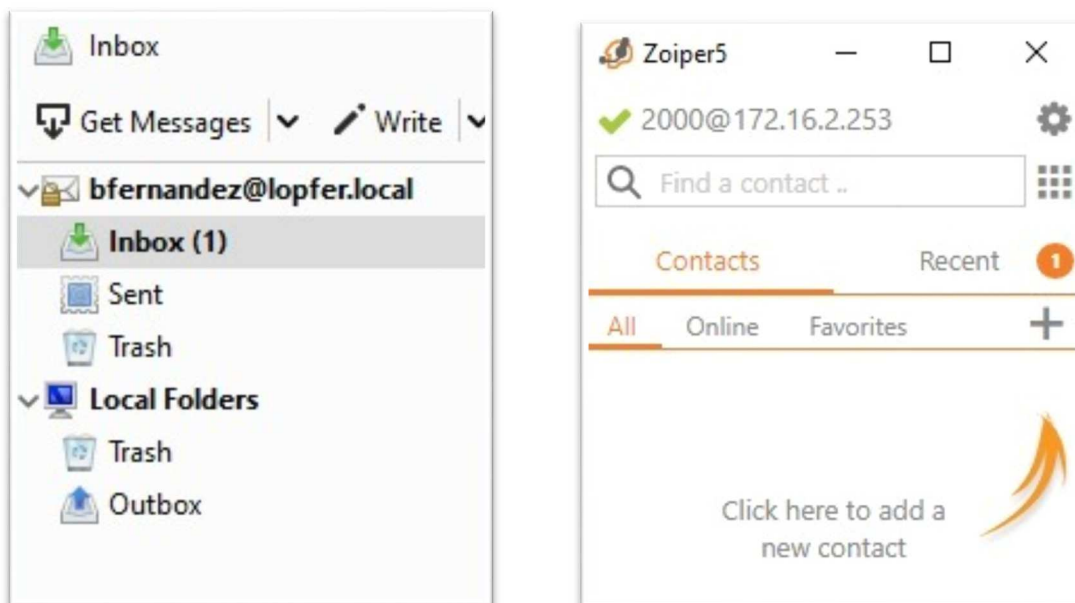 Inbox
Get Messages Write
bfernandez@lopfer.local
Inbox (1)
Sent
Trash
Local Folders
Trash
Outbox
Zoiper5
2000@172.16.2.253
Find a contact ..
Contacts Recent 1
All Online Favorites
Click here to add a
new contact